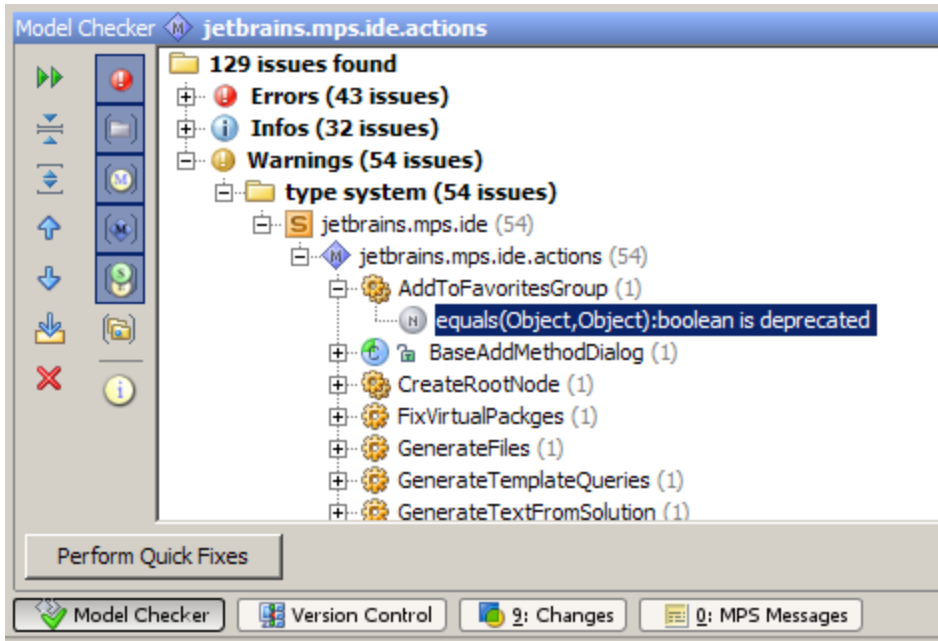 Model Checker jetbrains.mps.ide.actions
129 issues found
Errors (43 issues)
Infos (32 issues)
Warnings (54 issues)
type system (54 issues)
S jetbrains.mps.ide (54)
M jetbrains.mps.ide.actions (54)
AddToFavoritesGroup (1)
N equals(Object,Object):boolean is deprecated
C BaseAddMethodDialog (1)
CreateRootNode (1)
FixVirtualPackges (1)
GenerateFiles (1)
GenerateTemplateQueries (1)
GenerateTextFromSolution (1)
Perform Quick Fixes
Model Checker Version Control 9: Changes 0: MPS Messages